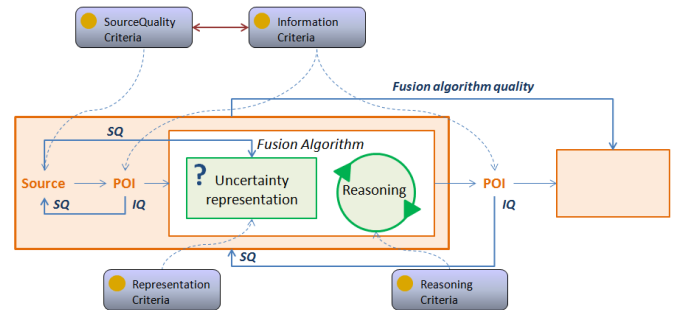 SourceQuality
Criteria
Information
Criteria
Fusion algorithm quality
SQ
Fusion Algorithm
?
Uncertainty
representation
Reasoning
Source
POI
POI
SQ
IQ
IQ
SQ
Representation
Criteria
Reasoning
Criteria